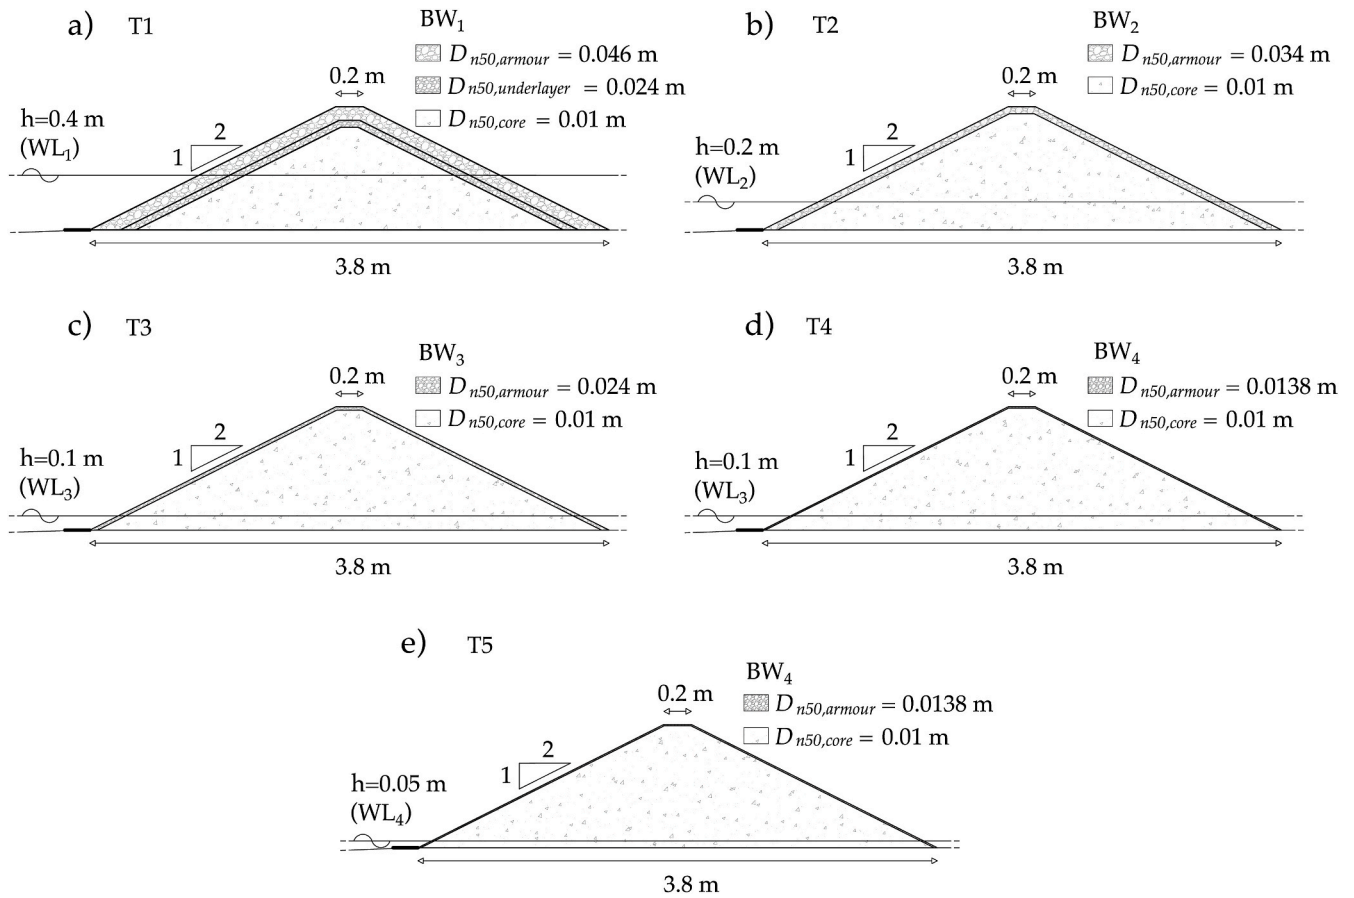 a) T1
BW1
Dn50,armour = 0.046 m
Dn50,underlayer = 0.024 m
Dn50,core = 0.01 m
0.2 m
h=0.4 m
(WL1)
2
1
3.8 m
b) T2
BW2
Dn50,armour = 0.034 m
Dn50,core = 0.01 m
0.2 m
h=0.2 m
(WL2)
2
1
3.8 m
c) T3
BW3
Dn50,armour = 0.024 m
Dn50,core = 0.01 m
0.2 m
h=0.1 m
(WL3)
2
1
3.8 m
d) T4
BW4
Dn50,armour = 0.0138 m
Dn50,core = 0.01 m
0.2 m
h=0.1 m
(WL3)
2
1
3.8 m
e) T5
BW4
Dn50,armour = 0.0138 m
Dn50,core = 0.01 m
0.2 m
h=0.05 m
(WL4)
2
1
3.8 m